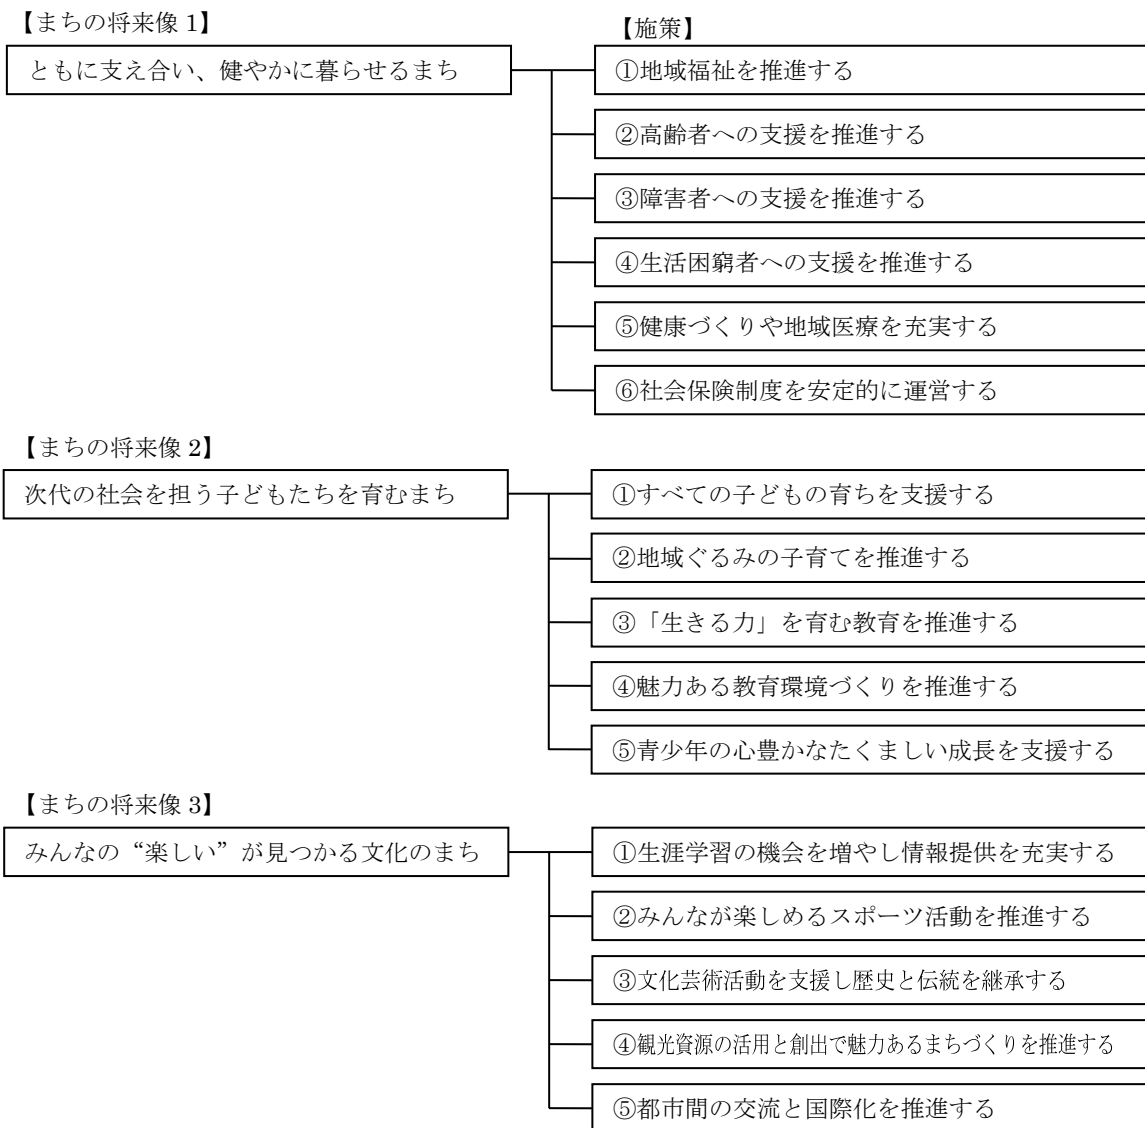 【まちの将来像 1】
【施策】
ともに支え合い、健やかに暮らせるまち
①地域福祉を推進する
②高齢者への支援を推進する
③障害者への支援を推進する
④生活困窮者への支援を推進する
⑤健康づくりや地域医療を充実する
⑥社会保険制度を安定的に運営する
【まちの将来像 2】
次代の社会を担う子どもたちを育むまち
①すべての子どもの育ちを支援する
②地域ぐるみの子育てを推進する
③「生きる力」を育む教育を推進する
④魅力ある教育環境づくりを推進する
⑤青少年の心豊かなたくましい成長を支援する
【まちの将来像 3】
みんなの“楽しい”が見つかる文化のまち
①生涯学習の機会を増やし情報提供を充実する
②みんなが楽しめるスポーツ活動を推進する
③文化芸術活動を支援し歴史と伝統を継承する
④観光資源の活用と創出で魅力あるまちづくりを推進する
⑤都市間の交流と国際化を推進する